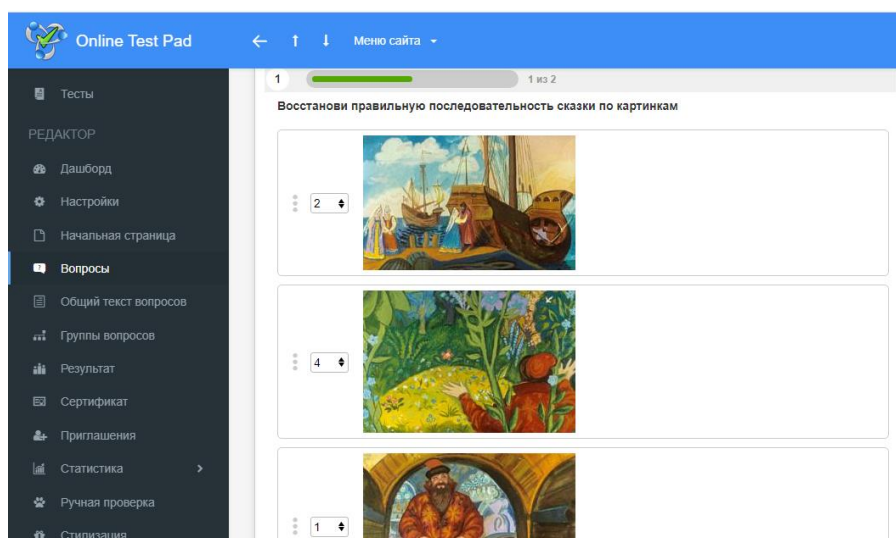 Online Test Pad
Меню сайта
Тесты
РЕДАКТОР
Дашборд
Настройки
Начальная страница
Вопросы
Общий текст вопросов
Группы вопросов
Результат
Сертификат
Приглашения
Статистика
Ручная проверка
Стилизация
1
1 из 2
Восстанови правильную последовательность сказки по картинкам
2
4
1